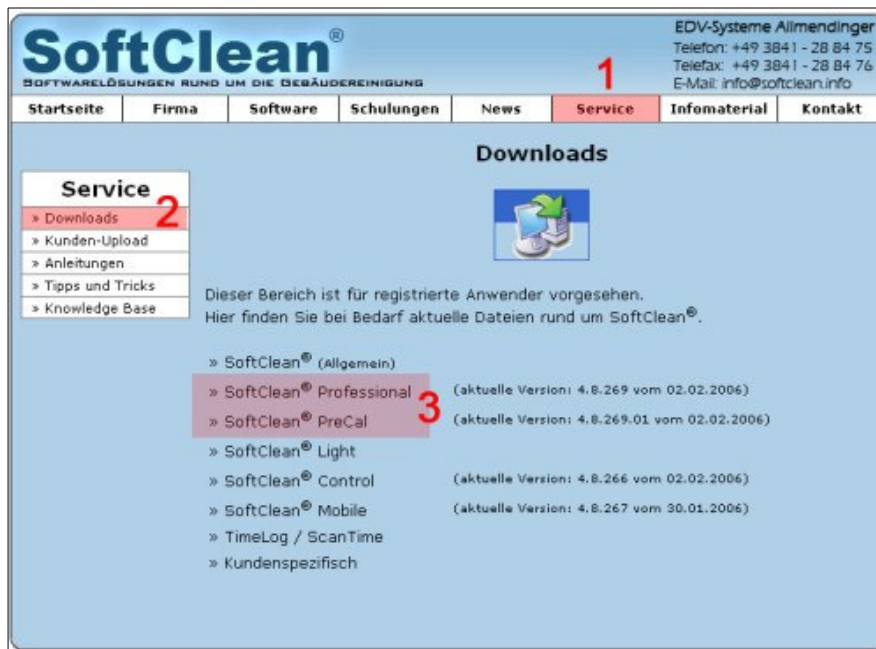 SoftClean®
SOFTWARELÖSUNGEN RUND UM DIE GEBÄUDEREINIGUNG
EDV-Systeme Allmendinger
Telefon: +49 3841 - 28 84 75
Telefax: +49 3841 - 28 84 76
E-Mail: info@softclean.info
1
Startseite Firma Software Schulungen News Service Infomaterial Kontakt
Downloads
Service
2
» Downloads
» Kunden-Upload
» Anleitungen
» Tipps und Tricks
» Knowledge Base
Dieser Bereich ist für registrierte Anwender vorgesehen.
Hier finden Sie bei Bedarf aktuelle Dateien rund um SoftClean®.
» SoftClean® (Allgemein)
» SoftClean® Professional (aktuelle Version: 4.8.269 vom 02.02.2006)
3
» SoftClean® PreCal (aktuelle Version: 4.8.269.01 vom 02.02.2006)
» SoftClean® Light
» SoftClean® Control (aktuelle Version: 4.8.266 vom 02.02.2006)
» SoftClean® Mobile (aktuelle Version: 4.8.267 vom 30.01.2006)
» TimeLog / ScanTime
» Kundenspezifisch